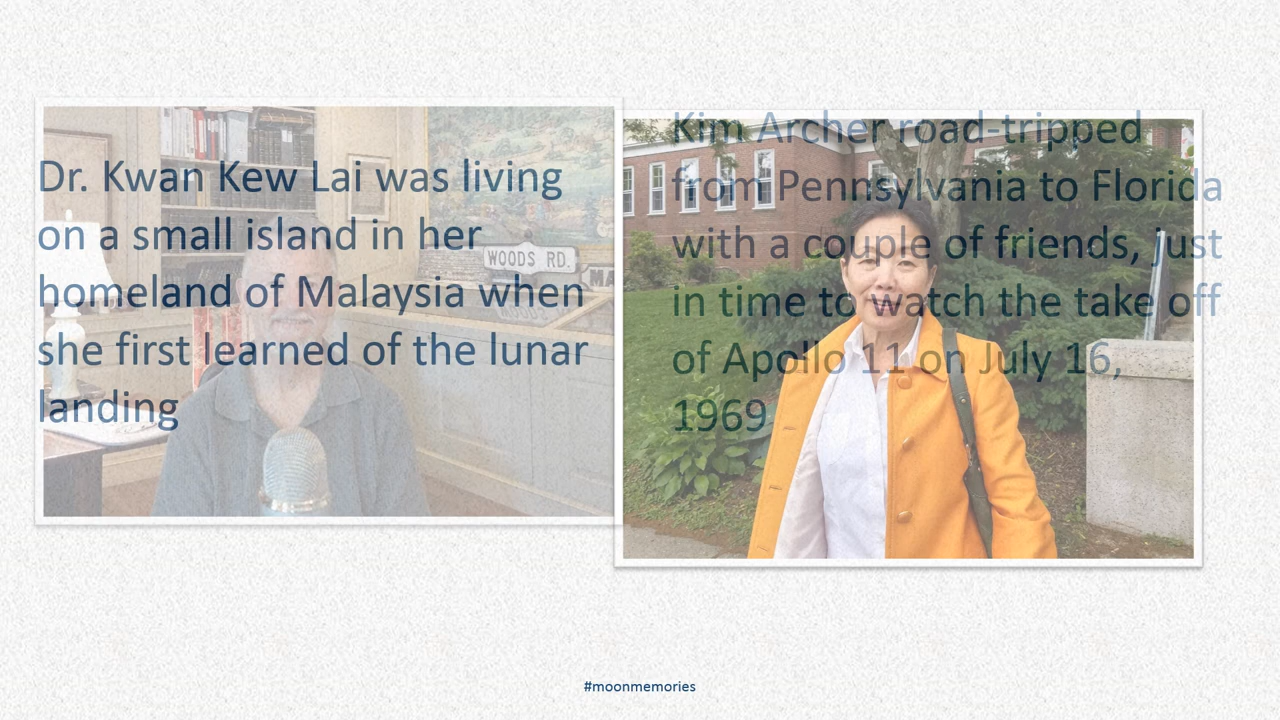 Dr. Kwan Kew Lai was living
on a small island in her
homeland of Malaysia when
she first learned of the lunar
landing
Kim Archer road-tripped
from Pennsylvania to Florida
with a couple of friends, just
in time to watch the take off
of Apollo 11 on July 16,
1969
WOODS RD.
MA
#moonmemories